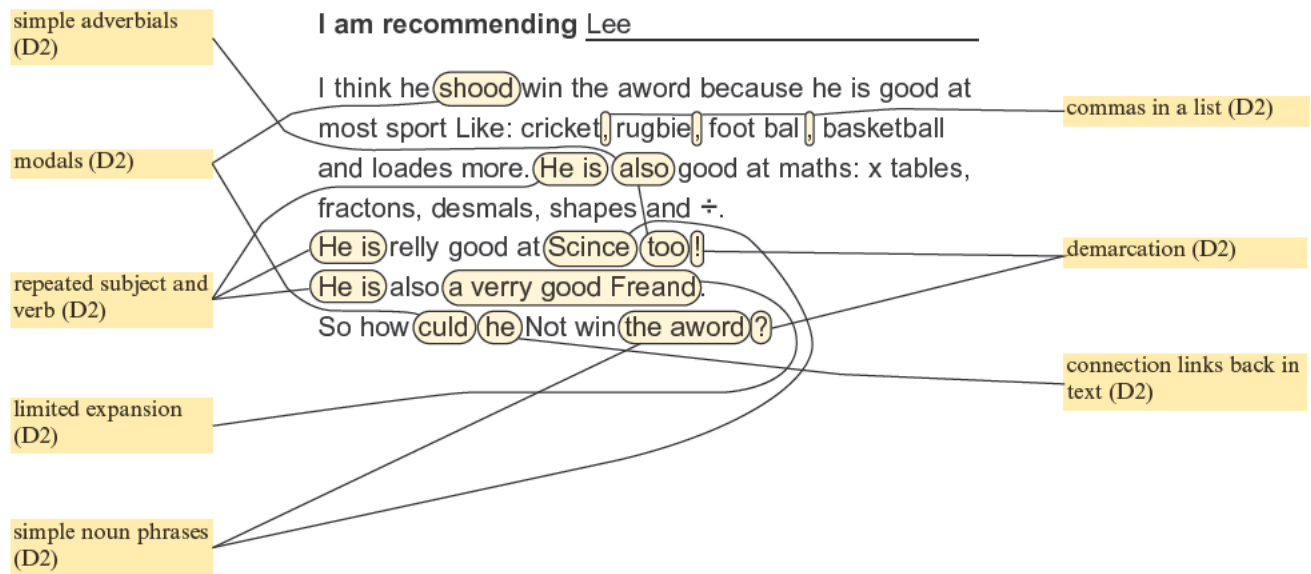 simple adverbials
(D2)
modals (D2)
repeated subject and
verb (D2)
limited expansion
(D2)
simple noun phrases
(D2)
I am recommending Lee
I think he shood win the aword because he is good at
most sport Like: cricket, rugbie, foot bal, basketball
and loades more. He is also good at maths: x tables,
fractons, desmals, shapes and ÷.
He is relly good at Scince too!
He is also a verry good Freand.
So how culd he Not win the aword?
commas in a list (D2)
demarcation (D2)
connection links back in
text (D2)